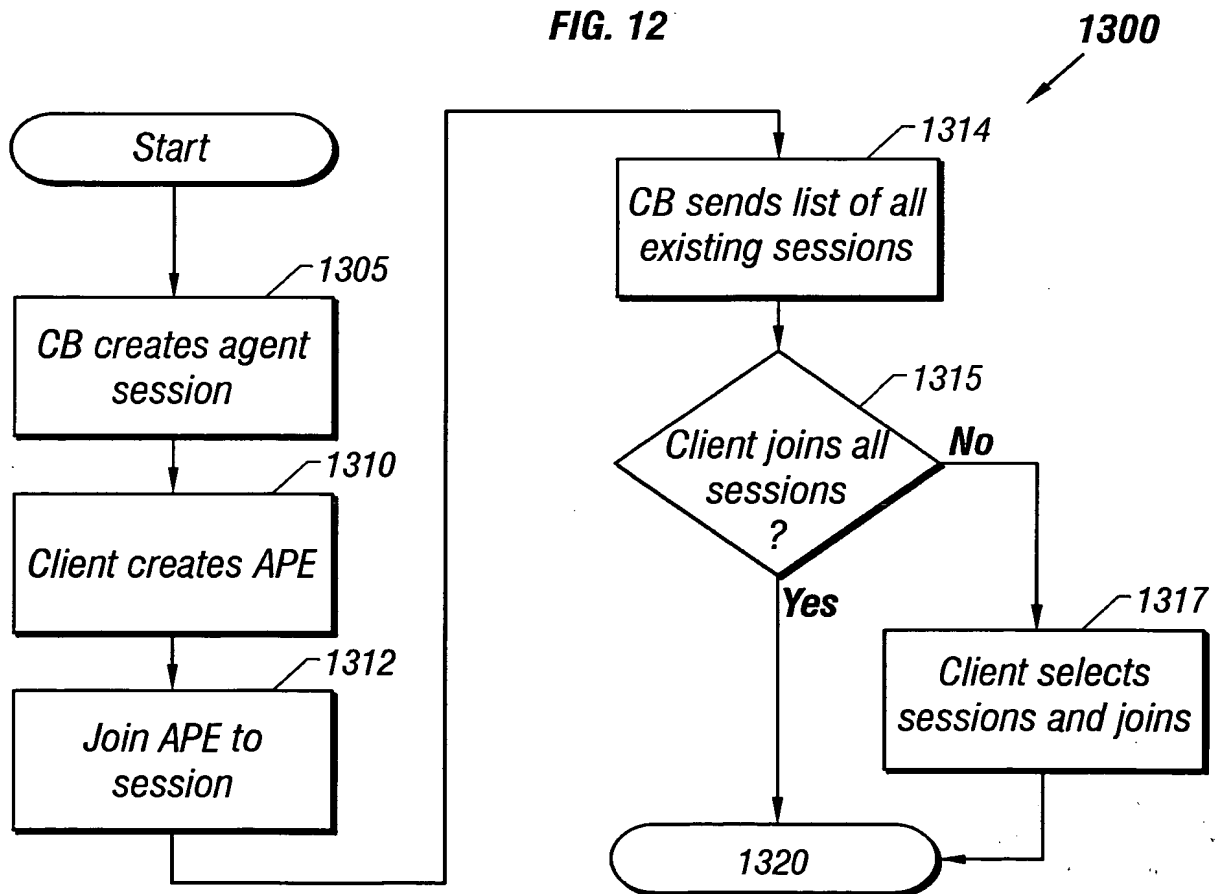 FIG. 12
1300
Start
1305
CB creates agent
session
1310
Client creates APE
1312
Join APE to
session
1314
CB sends list of all
existing sessions
1315
Client joins all
sessions
?
No
Yes
1317
Client selects
sessions and joins
1320